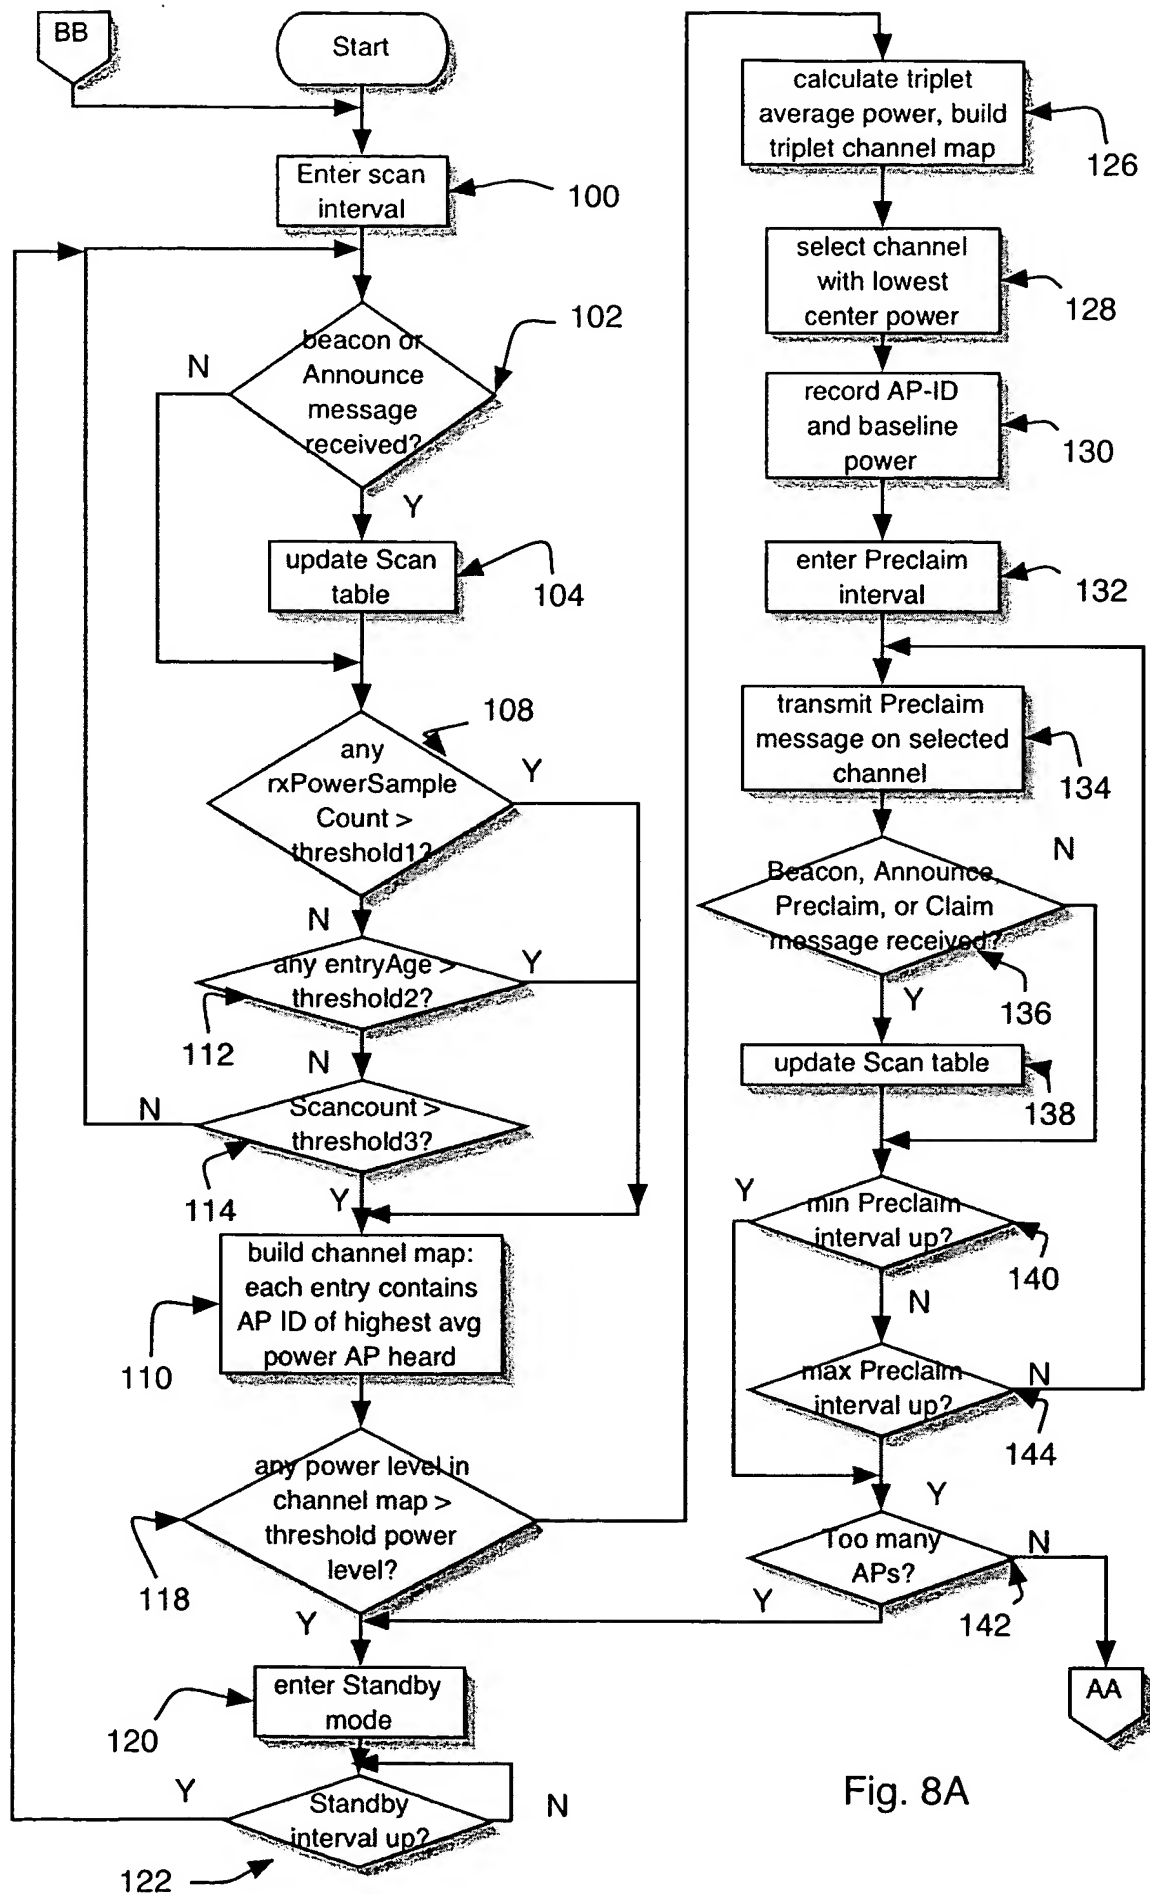 BB
Start
Enter scan
interval
100
beacon or
Announce
message
received?
102
N
Y
update Scan
table
104
any
rxPowerSample
Count >
threshold1?
108
Y
N
any entryAge >
threshold2?
Y
112
N
Scancount >
threshold3?
N
114
Y
build channel map:
each entry contains
AP ID of highest avg
power AP heard
110
any power level in
channel map >
threshold power
level?
118
Y
enter Standby
mode
120
Standby
interval up?
Y
N
122
calculate triplet
average power, build
triplet channel map
126
select channel
with lowest
center power
128
record AP-ID
and baseline
power
130
enter Preclaim
interval
132
transmit Preclaim
message on selected
channel
134
Beacon, Announce,
Preclaim, or Claim
message received?
N
136
Y
update Scan table
138
min Preclaim
interval up?
Y
140
N
max Preclaim
interval up?
N
144
Y
Too many
APs?
N
Y
142
AA
Fig. 8A